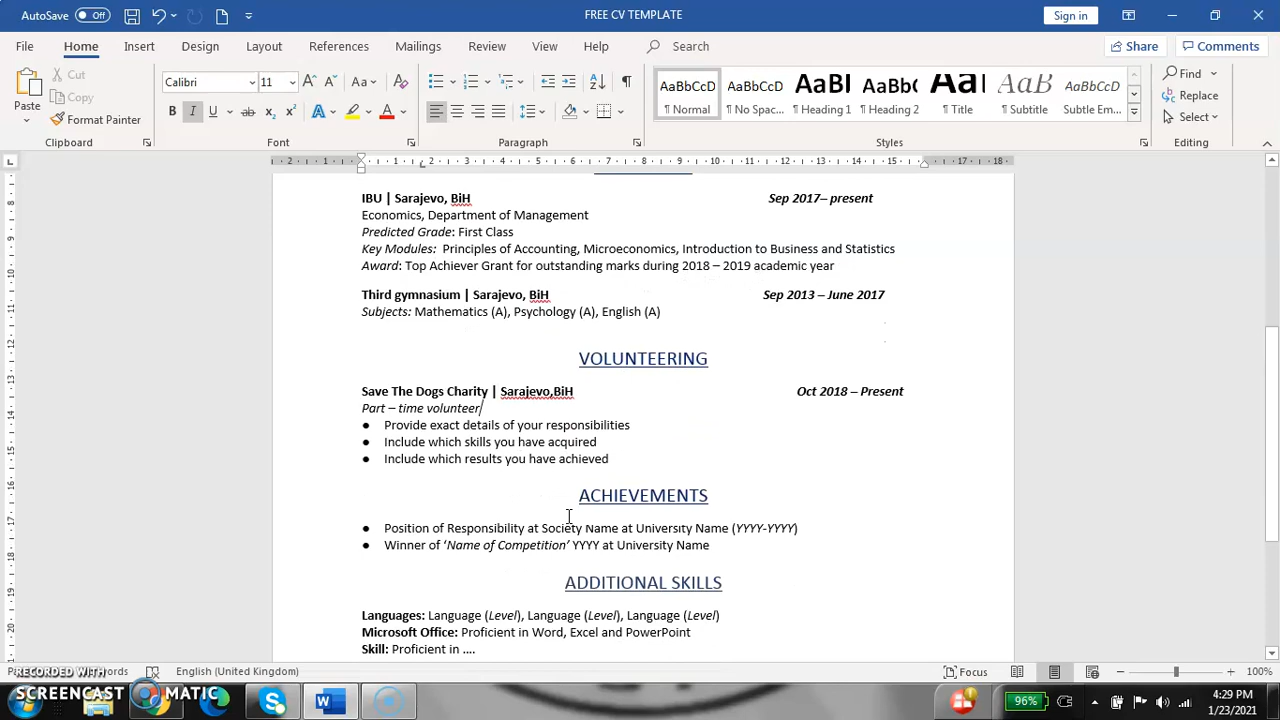 AutoSave Off FREE CV TEMPLATE Sign in
File Home Insert Design Layout References Mailings Review View Help Search Share Comments
Paste Cut Copy Format Painter
Calibri 11
AaBbCcD AaBbCcD AaBI AaBb( AaI AaB AaBbCcD
¶ Normal ¶ No Spac... ¶ Heading 1 ¶ Heading 2 ¶ Title ¶ Subtitle Subtle Em...
Find Replace Select
Clipboard Font Paragraph Styles Editing
IBU | Sarajevo, BiH Sep 2017– present
Economics, Department of Management
Predicted Grade: First Class
Key Modules: Principles of Accounting, Microeconomics, Introduction to Business and Statistics
Award: Top Achiever Grant for outstanding marks during 2018 – 2019 academic year
Third gymnasium | Sarajevo, BiH Sep 2013 – June 2017
Subjects: Mathematics (A), Psychology (A), English (A)
VOLUNTEERING
Save The Dogs Charity | Sarajevo,BiH Oct 2018 – Present
Part – time volunteer
● Provide exact details of your responsibilities
● Include which skills you have acquired
● Include which results you have achieved
ACHIEVEMENTS
● Position of Responsibility at Society Name at University Name (YYYY-YYYY)
● Winner of ‘Name of Competition’ YYYY at University Name
ADDITIONAL SKILLS
Languages: Language (Level), Language (Level), Language (Level)
Microsoft Office: Proficient in Word, Excel and PowerPoint
Skill: Proficient in ....
words English (United Kingdom) Focus 100%
RECORDED WITH
SCREENCAST MATIC
96%
4:29 PM
1/23/2021